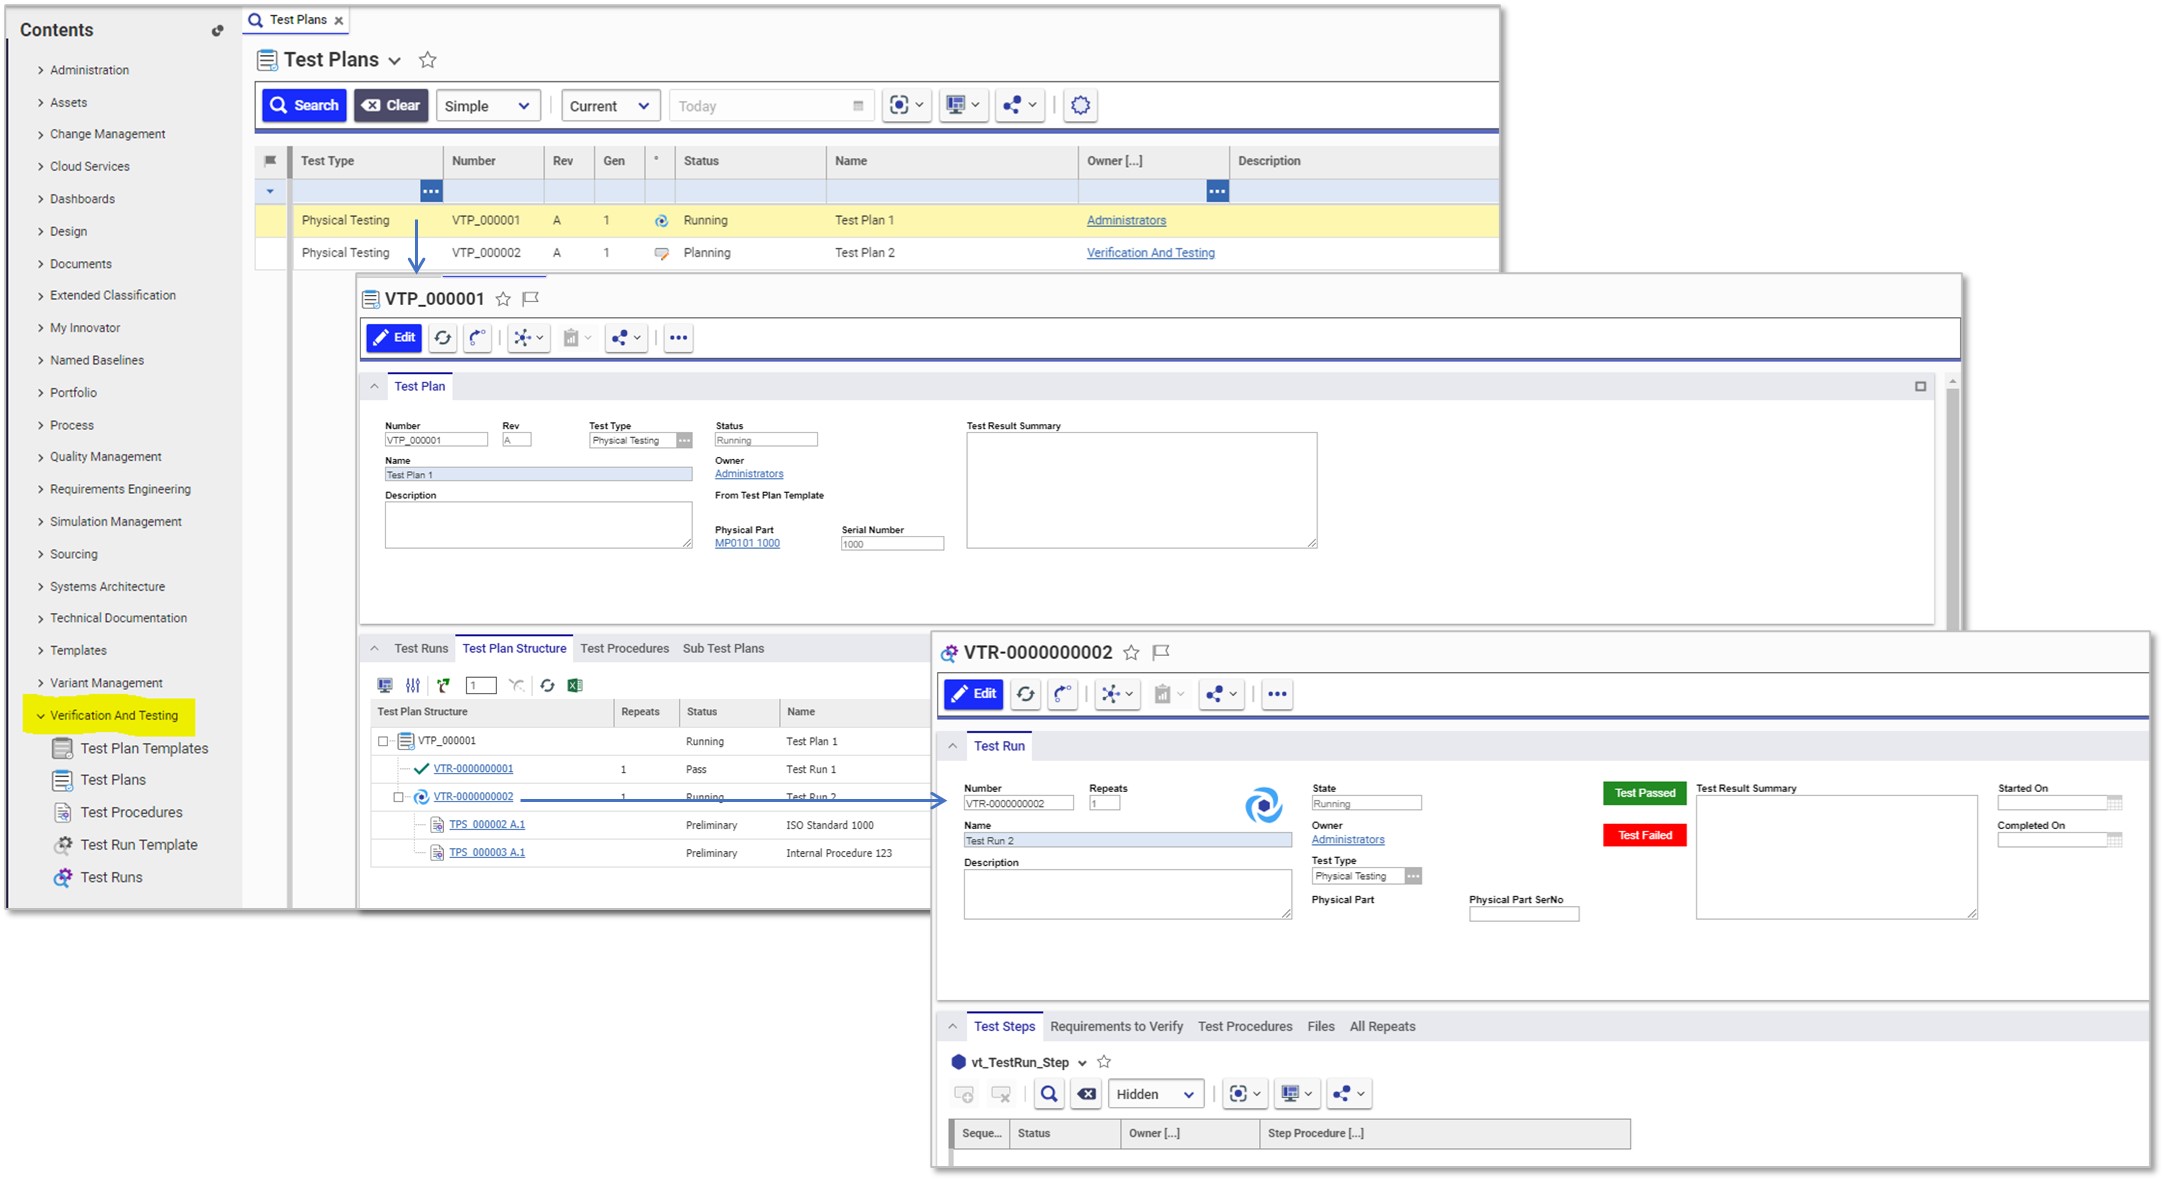 Contents
Administration
Assets
Change Management
Cloud Services
Dashboards
Design
Documents
Extended Classification
My Innovator
Named Baselines
Portfolio
Process
Quality Management
Requirements Engineering
Simulation Management
Sourcing
Systems Architecture
Technical Documentation
Templates
Variant Management
Verification And Testing
Test Plan Templates
Test Plans
Test Procedures
Test Run Template
Test Runs
Test Plans
Test Plans
Search Clear Simple Current Today
Test Type Number Rev Gen * Status Name Owner [...] Description
Physical Testing VTP_000001 A 1 Running Test Plan 1 Administrators
Physical Testing VTP_000002 A 1 Planning Test Plan 2 Verification And Testing
VTP_000001
Edit
Test Plan
Number Rev Test Type Status Test Result Summary
VTP_000001 A Physical Testing Running
Name Owner
Test Plan 1 Administrators
Description From Test Plan Template
Physical Part Serial Number
MP0101 1000 1000
Test Runs Test Plan Structure Test Procedures Sub Test Plans
1
Test Plan Structure Repeats Status Name
VTP_000001 Running Test Plan 1
VTR-0000000001 1 Pass Test Run 1
VTR-0000000002 1 Running Test Run 2
TPS_000002 A.1 Preliminary ISO Standard 1000
TPS_000003 A.1 Preliminary Internal Procedure 123
VTR-0000000002
Edit
Test Run
Number Repeats State Test Passed Test Result Summary Started On
VTR-0000000002 1 Running
Name Owner Test Failed Completed On
Test Run 2 Administrators
Description Test Type
Physical Testing
Physical Part Physical Part SerNo
Test Steps Requirements to Verify Test Procedures Files All Repeats
vt_TestRun_Step
Hidden
Seque... Status Owner [...] Step Procedure [...]